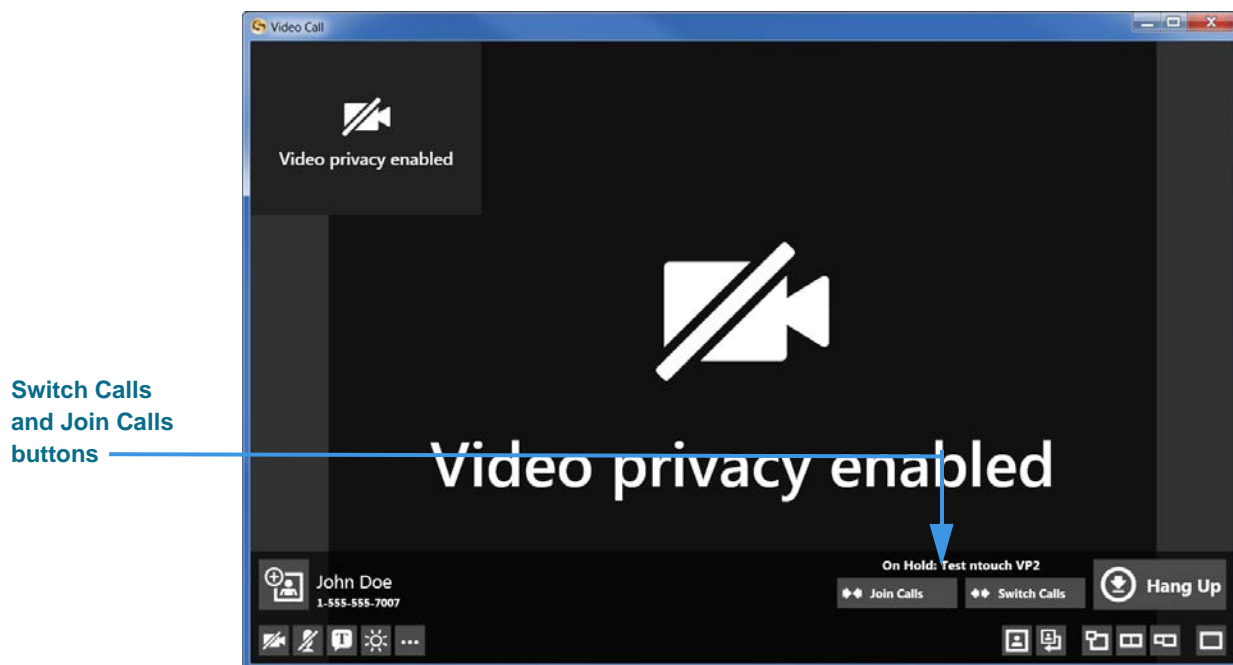 Video Call
Video privacy enabled
Switch Calls
and Join Calls
buttons
Video privacy enabled
On Hold: Test ntouch VP2
John Doe
1-555-555-7007
Join Calls
Switch Calls
Hang Up
T